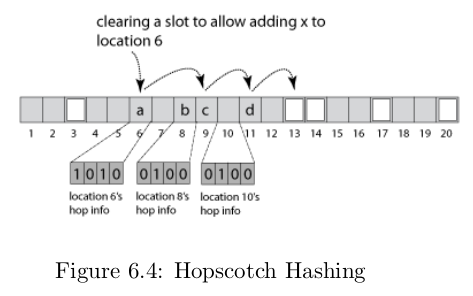 clearing a slot to allow adding x to
location 6
a b c d
1 2 3 4 5 6 7 8 9 10 11 12 13 14 15 16 17 18 19 20
1 0 1 0 0 1 0 0 0 1 0 0
location 6's location 8's location 10's
hop info hop info hop info
Figure 6.4: Hopscotch Hashing